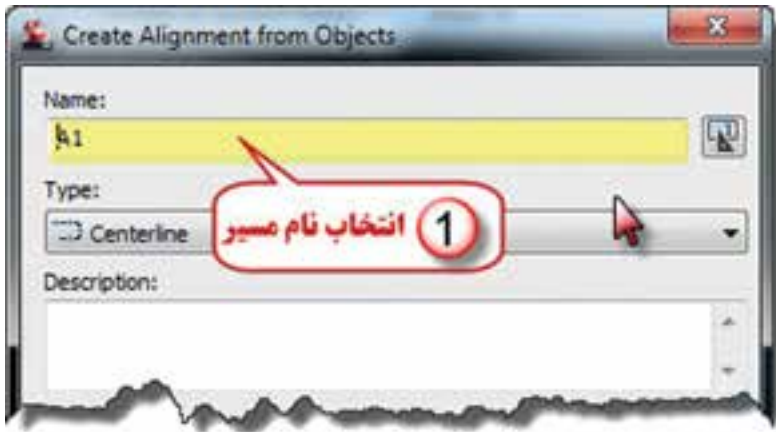 Create Alignment from Objects
Name:
A1
Type:
Centerline
1 انتخاب نام مسیر
Description: